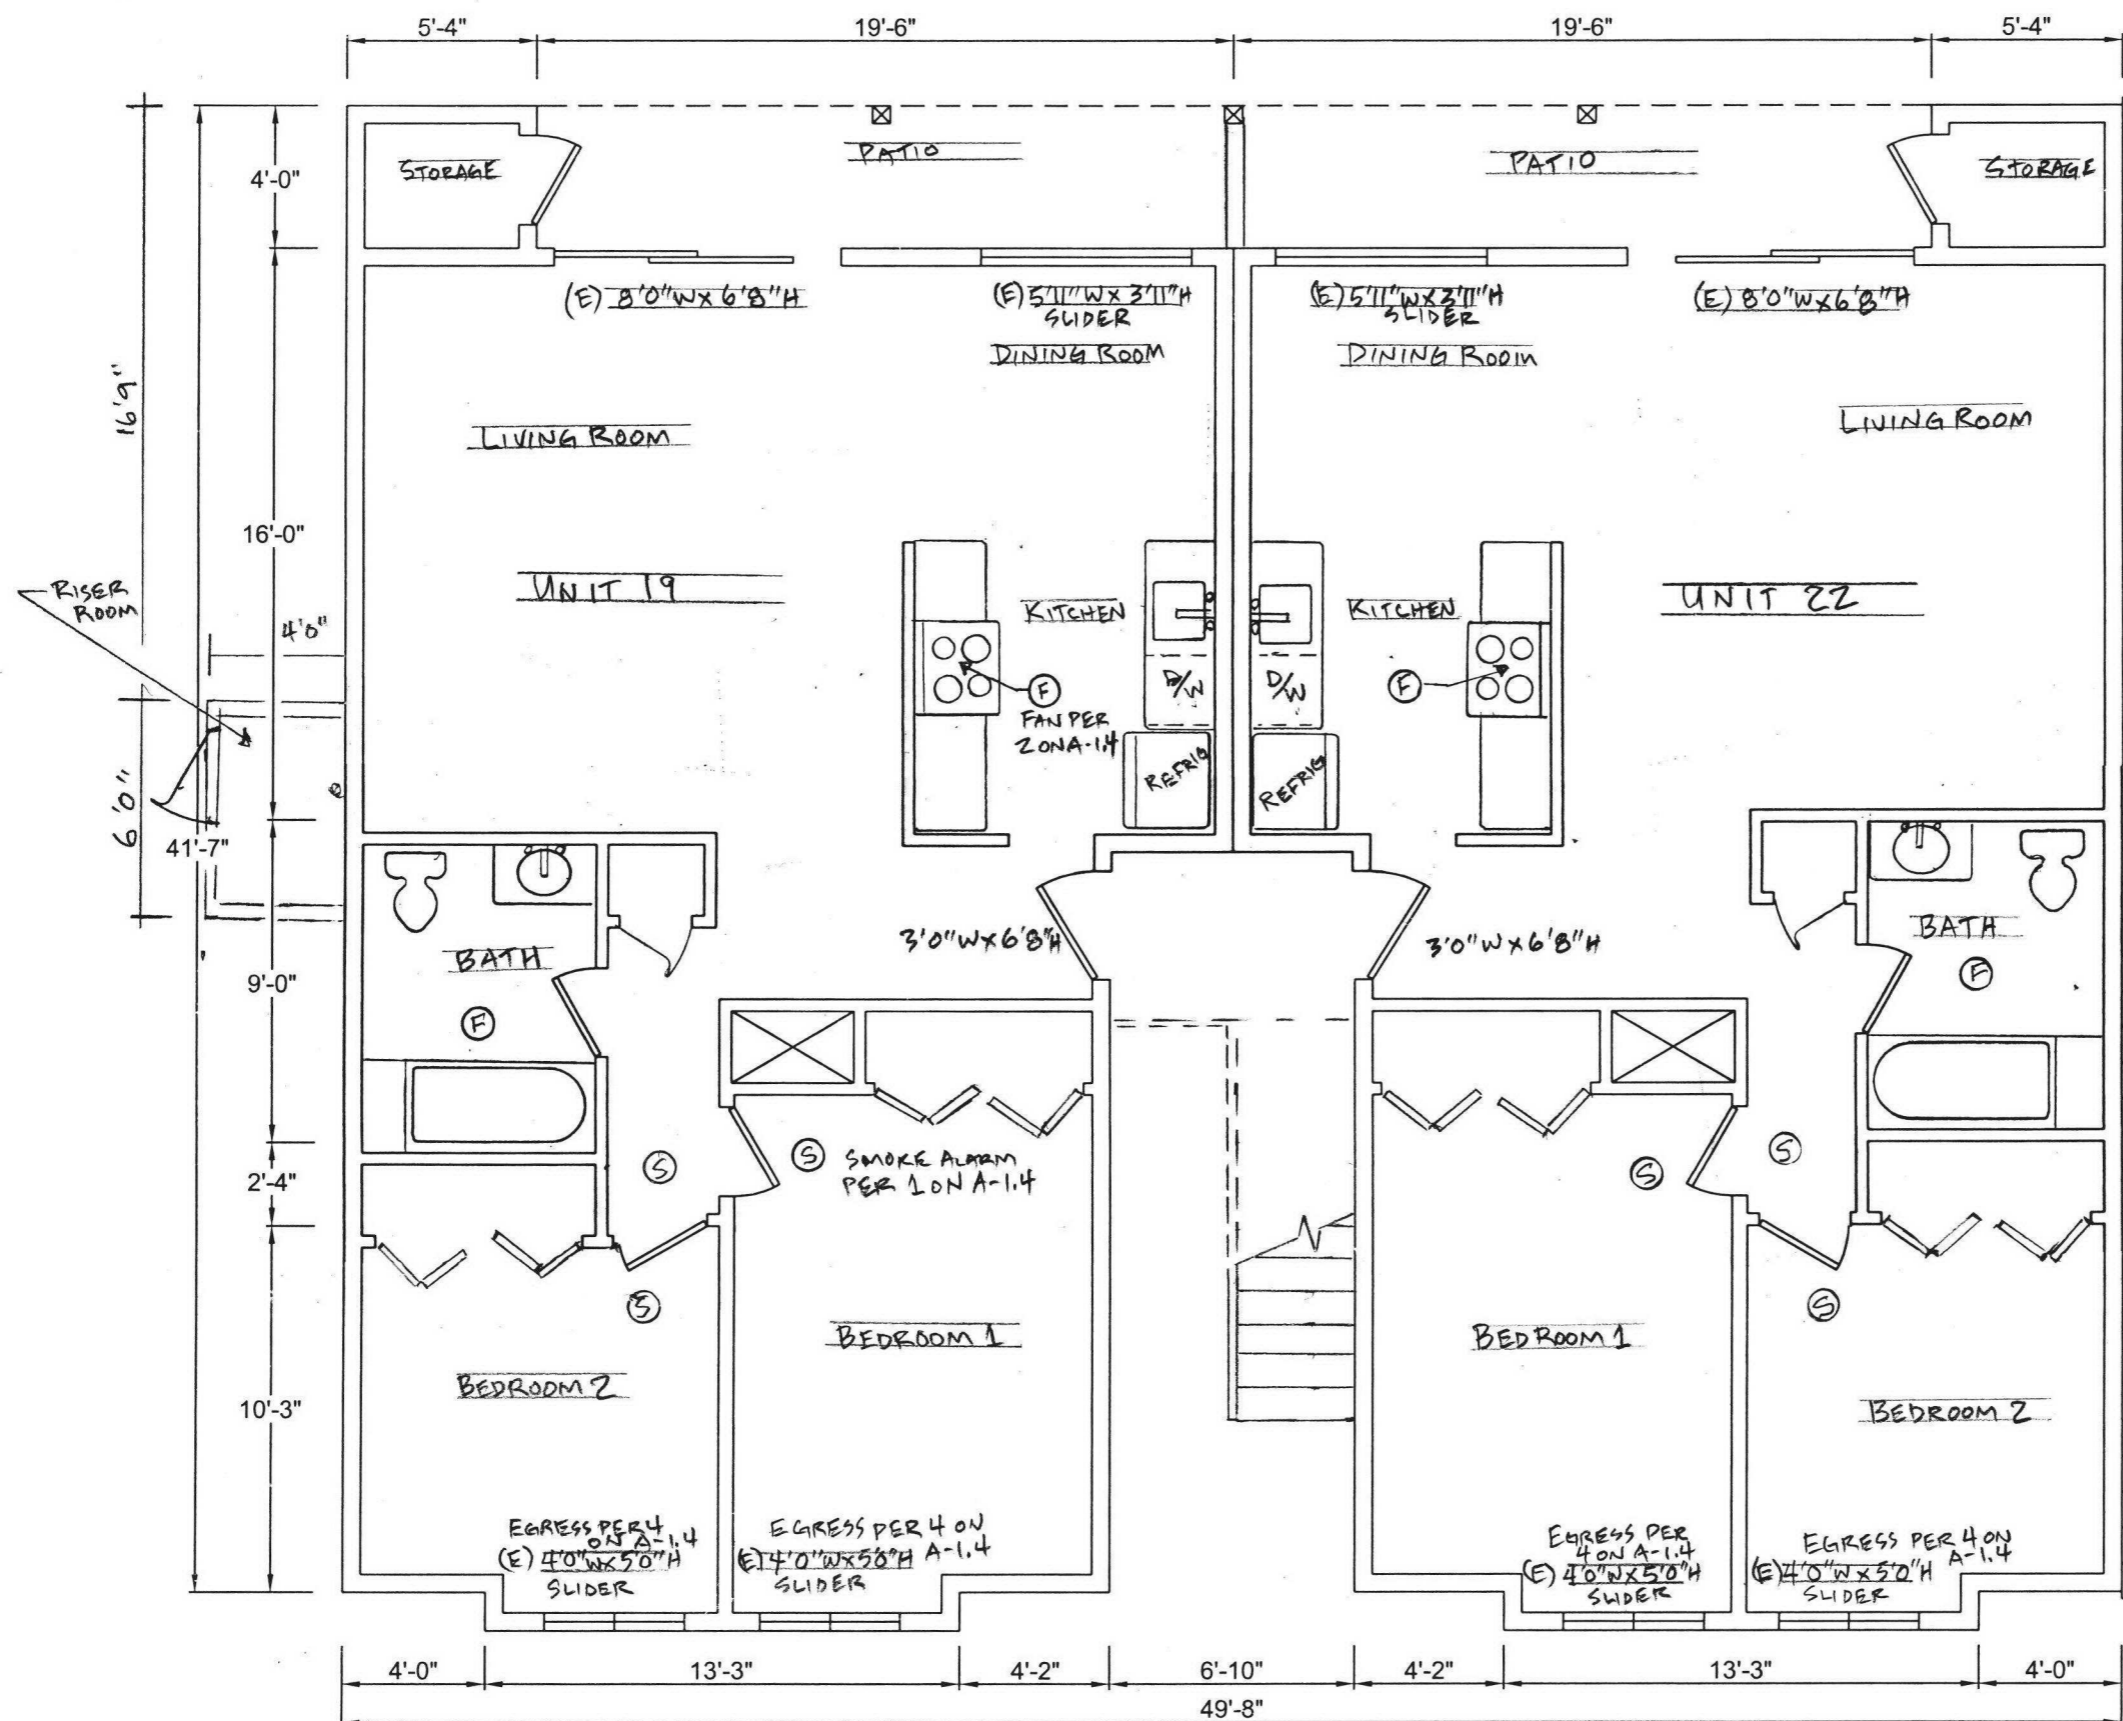 5'-4"
19'-6"
19'-6"
5'-4"
4'-0"
STORAGE
PATIO
PATIO
STORAGE
(E) 8'0"W X 6'8"H
(E) 5'11"W X 3'11"H
SLIDER
(E) 5'11"W X 3'11"H
SLIDER
(E) 8'0"W X 6'8"H
DINING ROOM
DINING ROOM
16'9"
LIVING ROOM
LIVING ROOM
16'-0"
RISER
ROOM
4'0"
UNIT 19
KITCHEN
KITCHEN
UNIT 22
F
FAN PER
2 ON A-1.4
D/W
D/W
F
REFRIG
REFRIG
6'0"
41'-7"
BATH
3'0"W X 6'8"H
3'0"W X 6'8"H
BATH
9'-0"
F
F
2'-4"
S
S
SMOKE ALARM
PER 1 ON A-1.4
S
S
S
S
BEDROOM 1
BEDROOM 1
BEDROOM 2
BEDROOM 2
10'-3"
EGRESS PER 4
ON A-1.4
(E) 4'0"W X 5'0"H
SLIDER
EGRESS PER 4 ON
A-1.4
(E) 4'0"W X 5'0"H
SLIDER
EGRESS PER
4 ON A-1.4
(E) 4'0"W X 5'0"H
SLIDER
EGRESS PER 4 ON
A-1.4
(E) 4'0"W X 5'0"H
SLIDER
4'-0"
13'-3"
4'-2"
6'-10"
4'-2"
13'-3"
4'-0"
49'-8"